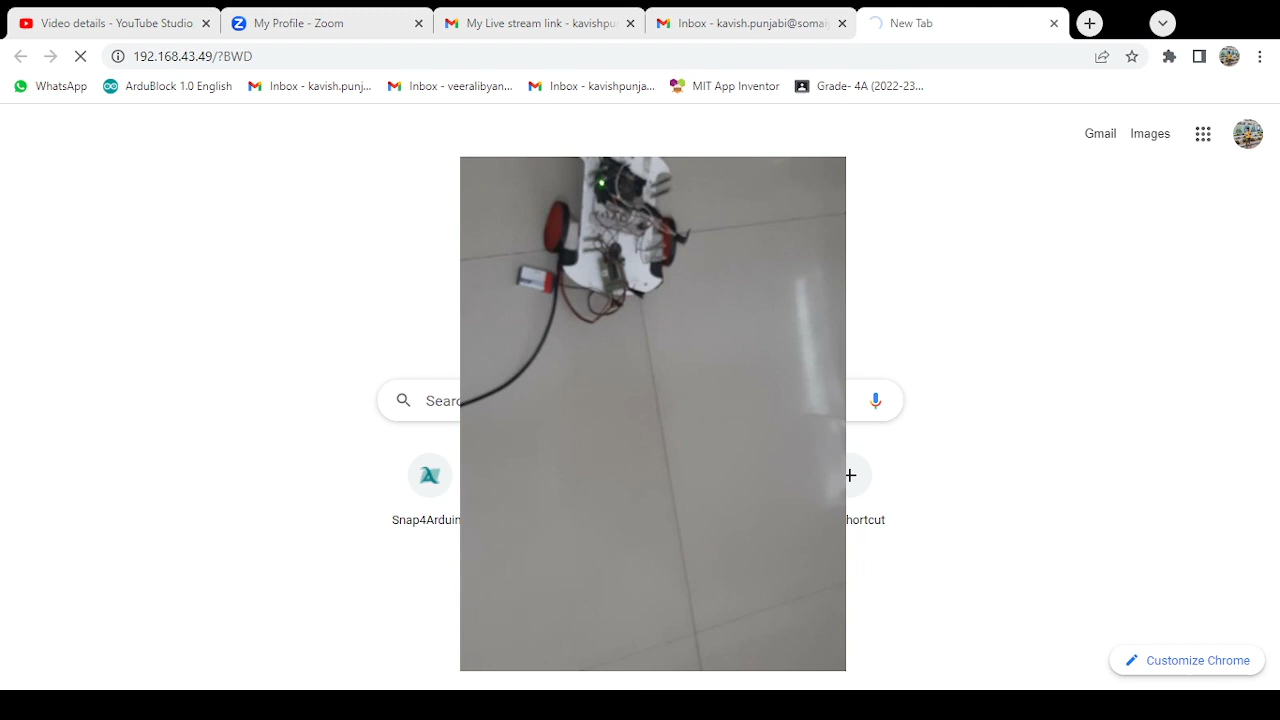 Video details - YouTube Studio
My Profile - Zoom
My Live stream link - kavishpu
Inbox - kavish.punjabi@somai
New Tab
192.168.43.49/?BWD
WhatsApp
ArduBlock 1.0 English
Inbox - kavish.punj...
Inbox - veeralibyan...
Inbox - kavishpunja...
MIT App Inventor
Grade- 4A (2022-23...
Gmail
Images
Searc
Snap4Arduin
hortcut
Customize Chrome